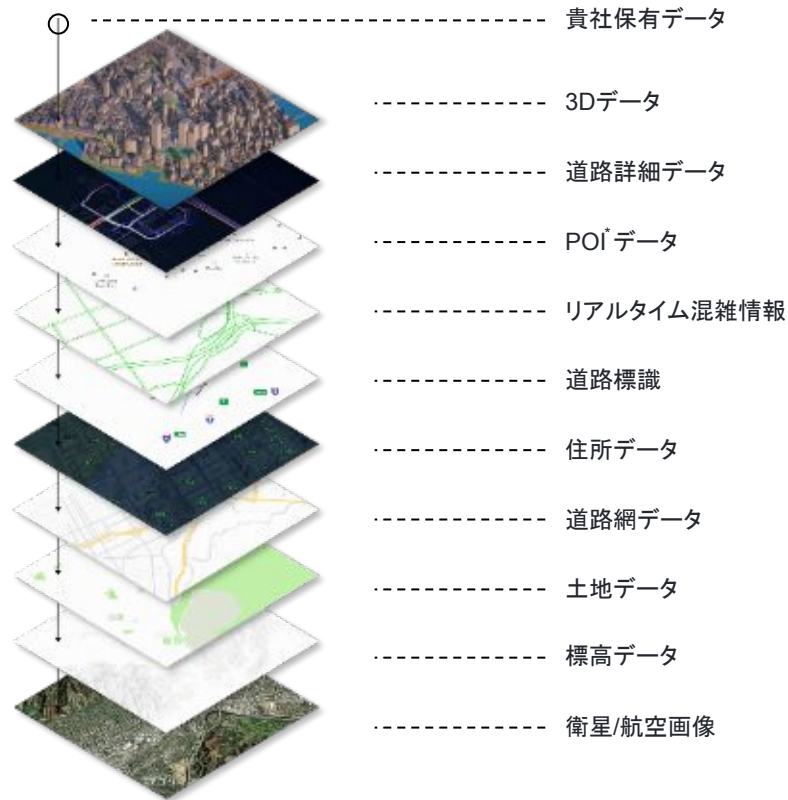 貴社保有データ
3Dデータ
道路詳細データ
POI*データ
リアルタイム混雑情報
道路標識
住所データ
道路網データ
土地データ
標高データ
衛星/航空画像